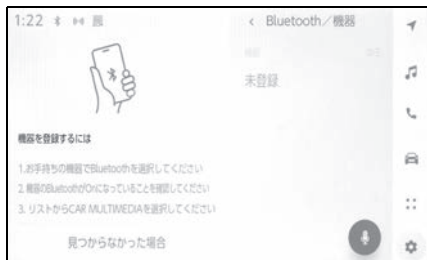 1:22
Bluetooth／機器
未登録
機器を登録するには
1.お手持ちの機器でBluetoothを選択してください
2.機器のBluetoothがOnになっていることを確認してください
3. リストからCAR MULTIMEDIAを選択してください
見つからなかった場合